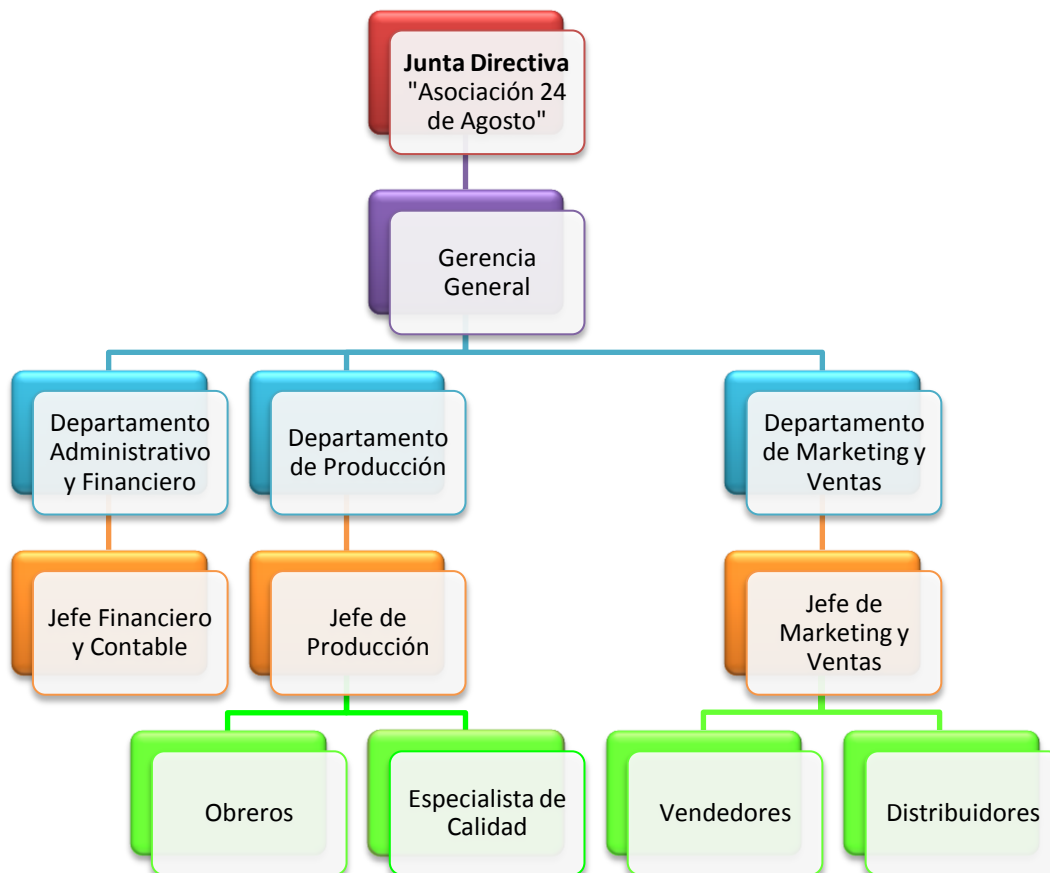 Junta Directiva
"Asociación 24
de Agosto"
Gerencia
General
Departamento
Administrativo
y Financiero
Departamento
de Producción
Departamento
de Marketing y
Ventas
Jefe Financiero
y Contable
Jefe de
Producción
Jefe de
Marketing y
Ventas
Obreros
Especialista de
Calidad
Vendedores
Distribuidores